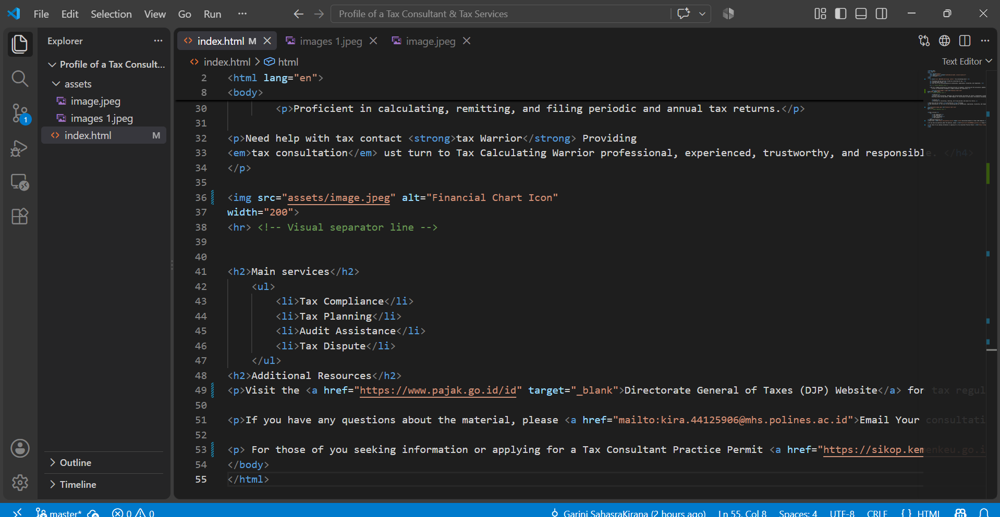 File Edit Selection View Go Run ···
Profile of a Tax Consultant & Tax Services
Explorer ···
Profile of a Tax Consult...
assets
image.jpeg
images 1.jpeg
index.html M
Outline
Timeline
1
index.html M images 1.jpeg image.jpeg
index.html > html
Text Editor
2 <html lang="en">
8 <body>
30 <p>Proficient in calculating, remitting, and filing periodic and annual tax returns.</p>
31
32 <p>Need help with tax contact <strong>tax Warrior</strong> Providing
33 <em>tax consultation</em> ust turn to Tax Calculating Warrior professional, experienced, trustworthy, and responsible. </h4>
34 </p>
35
36 <img src="assets/image.jpeg" alt="Financial Chart Icon"
37 width="200">
38 <hr> <!-- Visual separator line -->
39
40
41 <h2>Main services</h2>
42 <ul>
43 <li>Tax Compliance</li>
44 <li>Tax Planning</li>
45 <li>Audit Assistance</li>
46 <li>Tax Dispute</li>
47 </ul>
48 <h2>Additional Resources</h2>
49 <p>Visit the <a href="https://www.pajak.go.id/id" target="_blank">Directorate General of Taxes (DJP) Website</a> for tax regul
50
51 <p>If you have any questions about the material, please <a href="mailto:kira.44125906@mhs.polines.ac.id">Email Your consultati
52
53 <p> For those of you seeking information or applying for a Tax Consultant Practice Permit <a href="https://sikop.kemenkeu.go.i
54 </body>
55 </html>
master* 0 0 Garini SahasraKirana (2 hours ago) Ln 55, Col 8 Spaces: 4 UTF-8 CRLF { } HTML